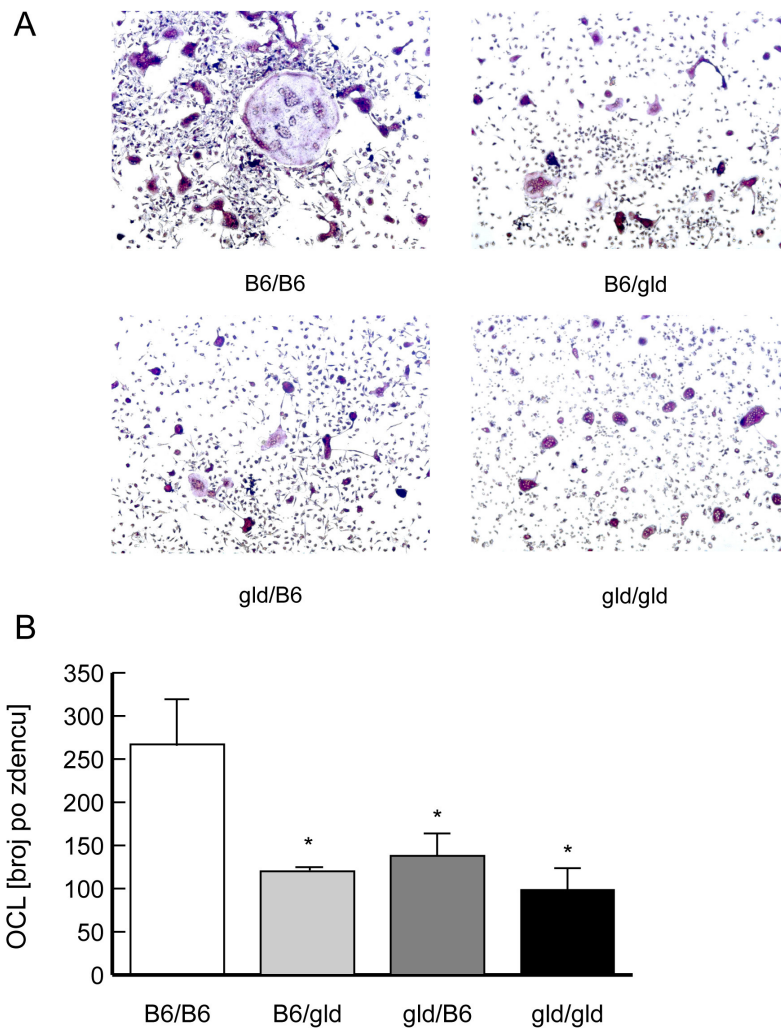 A
B6/B6
B6/gld
gld/B6
gld/gld
B
OCL [broj po zdencu]
350
300
250
200
150
100
50
0
*
*
*
B6/B6
B6/gld
gld/B6
gld/gld